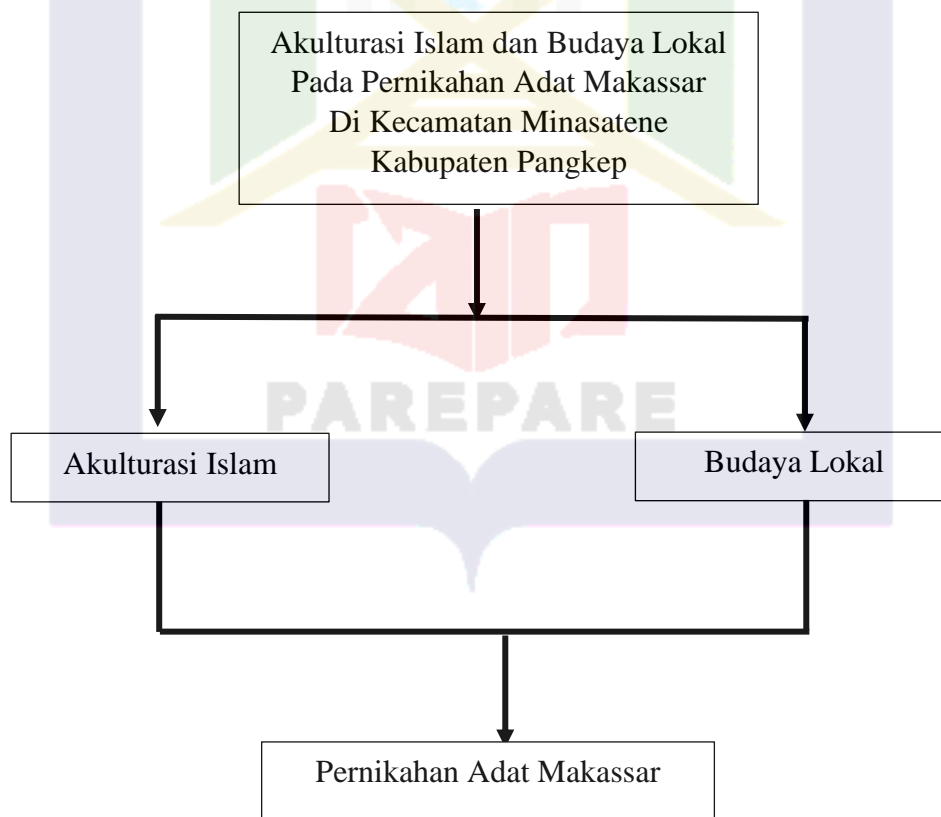 Akulturasi Islam dan Budaya Lokal
Pada Pernikahan Adat Makassar
Di Kecamatan Minasatene
Kabupaten Pangkep
PAREPARE
Akulturasi Islam
Budaya Lokal
Pernikahan Adat Makassar